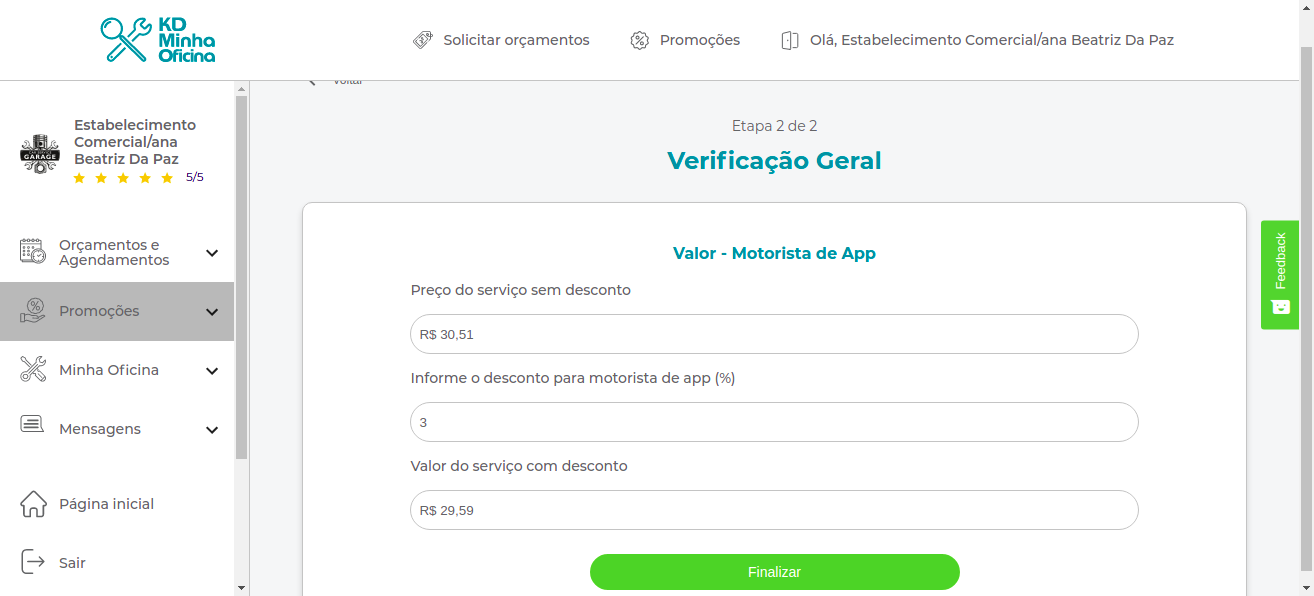 KD
Minha
Oficina
Solicitar orçamentos
Promoções
Olá, Estabelecimento Comercial/ana Beatriz Da Paz
Voltar
Estabelecimento
Comercial/ana
Beatriz Da Paz
GARAGE
5/5
Orçamentos e
Agendamentos
Promoções
Minha Oficina
Mensagens
Página inicial
Sair
Etapa 2 de 2
Verificação Geral
Valor - Motorista de App
Preço do serviço sem desconto
R$ 30,51
Informe o desconto para motorista de app (%)
3
Valor do serviço com desconto
R$ 29,59
Finalizar
Feedback